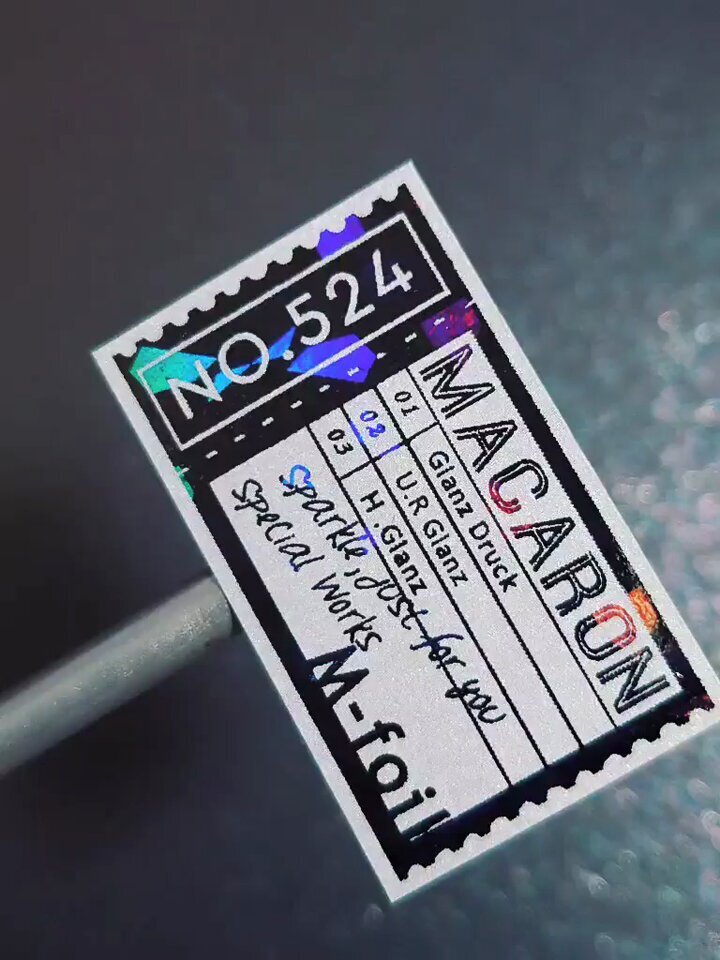 NO.524
MACARON
01 Glanz Druck
02 U.R Glanz
03 H.Glanz
sparkle, just for you
special works
M-foil